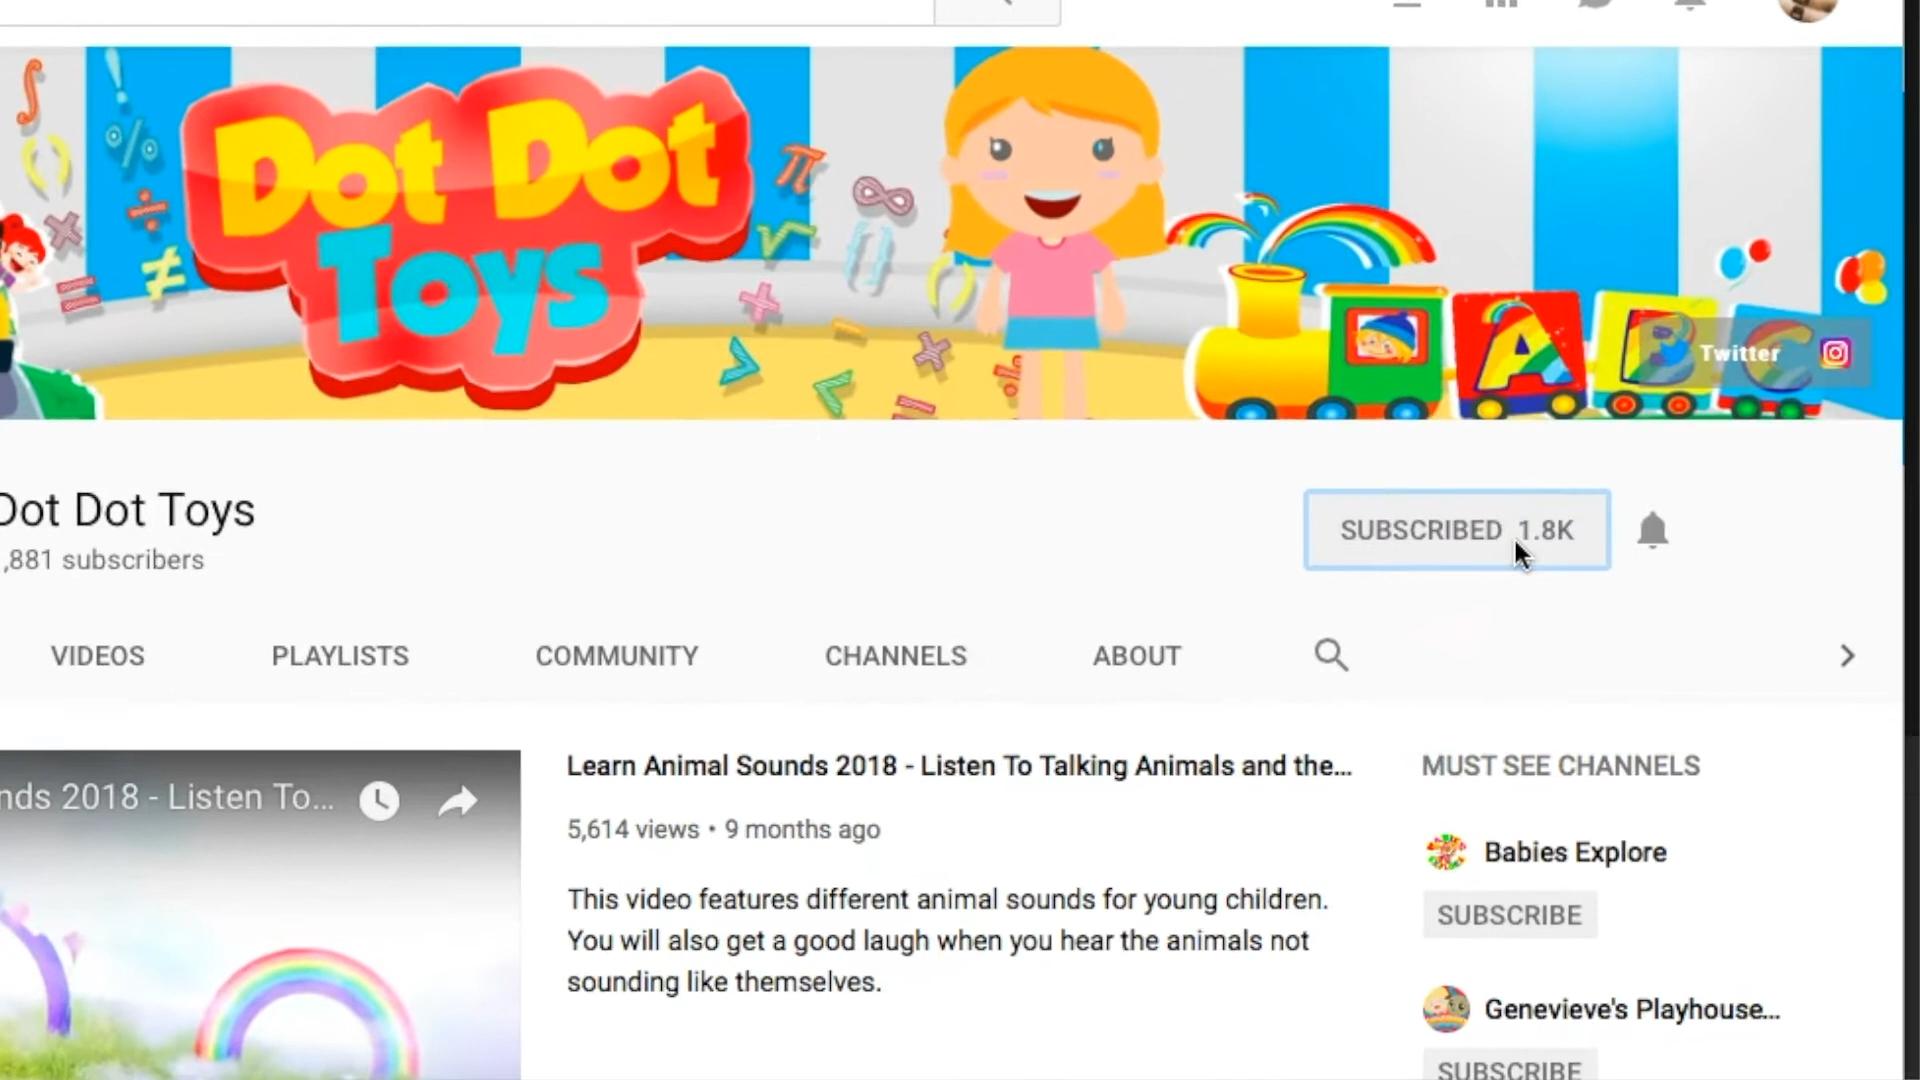 Dot Dot
Toys
A B C
Twitter
Dot Dot Toys
,881 subscribers
SUBSCRIBED 1.8K
VIDEOS
PLAYLISTS
COMMUNITY
CHANNELS
ABOUT
nds 2018 - Listen To...
Learn Animal Sounds 2018 - Listen To Talking Animals and the...
5,614 views • 9 months ago
This video features different animal sounds for young children.
You will also get a good laugh when you hear the animals not
sounding like themselves.
MUST SEE CHANNELS
Babies Explore
SUBSCRIBE
Genevieve's Playhouse...
SUBSCRIBE